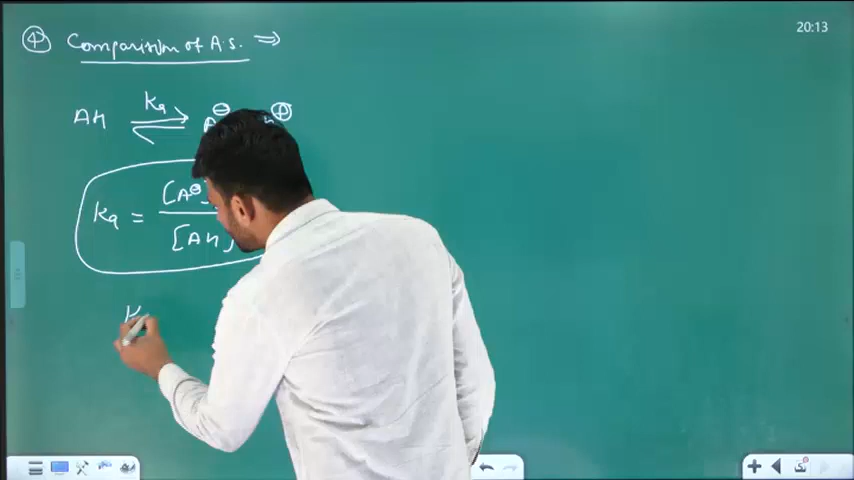 ④ Comparision of A.S. ⇒
20:13
AH ⇌ Ka A⊖ H⊕
Ka = [A⊖] / [AH]
K